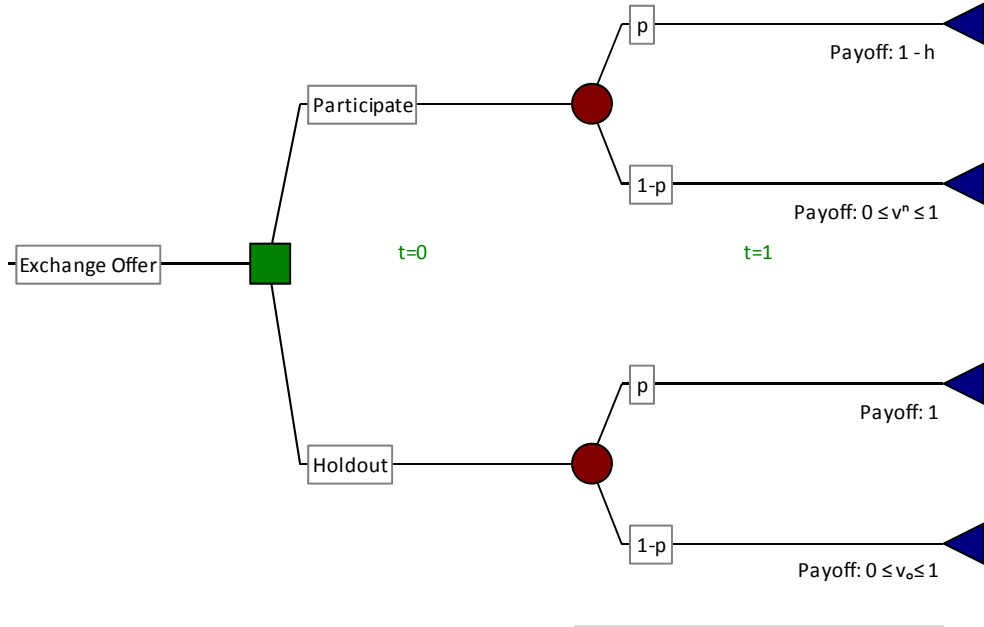 p
Payoff: 1 - h
Participate
1-p
Payoff: 0 ≤ vⁿ ≤ 1
t=0
t=1
Exchange Offer
p
Payoff: 1
Holdout
1-p
Payoff: 0 ≤ vₒ ≤ 1